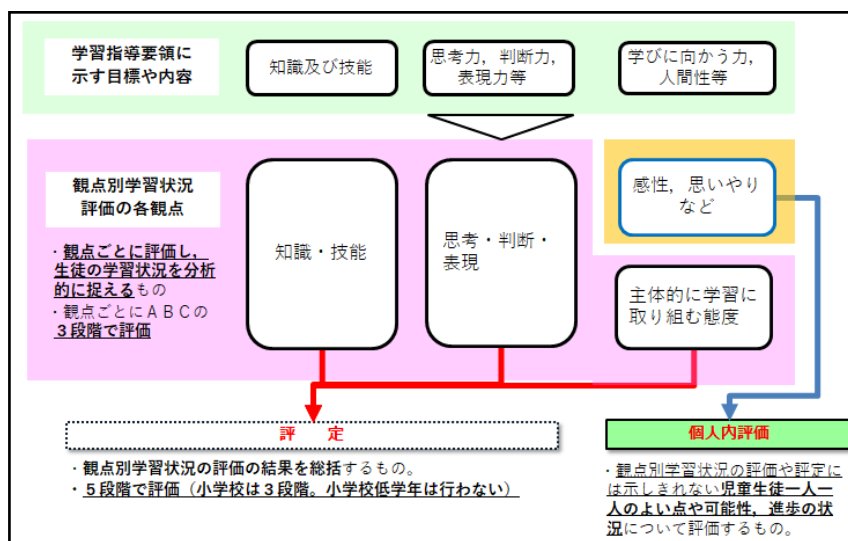 学習指導要領に
示す目標や内容
知識及び技能
思考力，判断力，
表現力等
学びに向かう力，
人間性等
観点別学習状況
評価の各観点
・観点ごとに評価し，
生徒の学習状況を分析
的に捉えるもの
・観点ごとにＡＢＣの
３段階で評価
知識・技能
思考・判断・
表現
感性，思いやり
など
主体的に学習に
取り組む態度
評　定
・観点別学習状況の評価の結果を総括するもの。
・５段階で評価（小学校は３段階。小学校低学年は行わない）
個人内評価
・観点別学習状況の評価や評定に
は示しきれない児童生徒一人一
人のよい点や可能性，進歩の状
況について評価するもの。